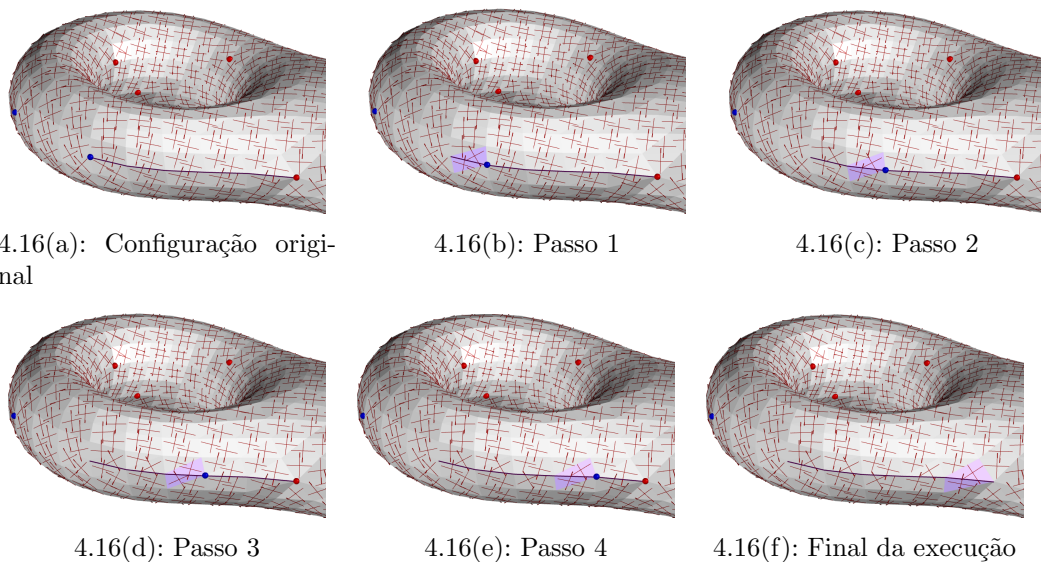 4.16(a): Configuração origi-
nal
4.16(b): Passo 1
4.16(c): Passo 2
4.16(d): Passo 3
4.16(e): Passo 4
4.16(f): Final da execução